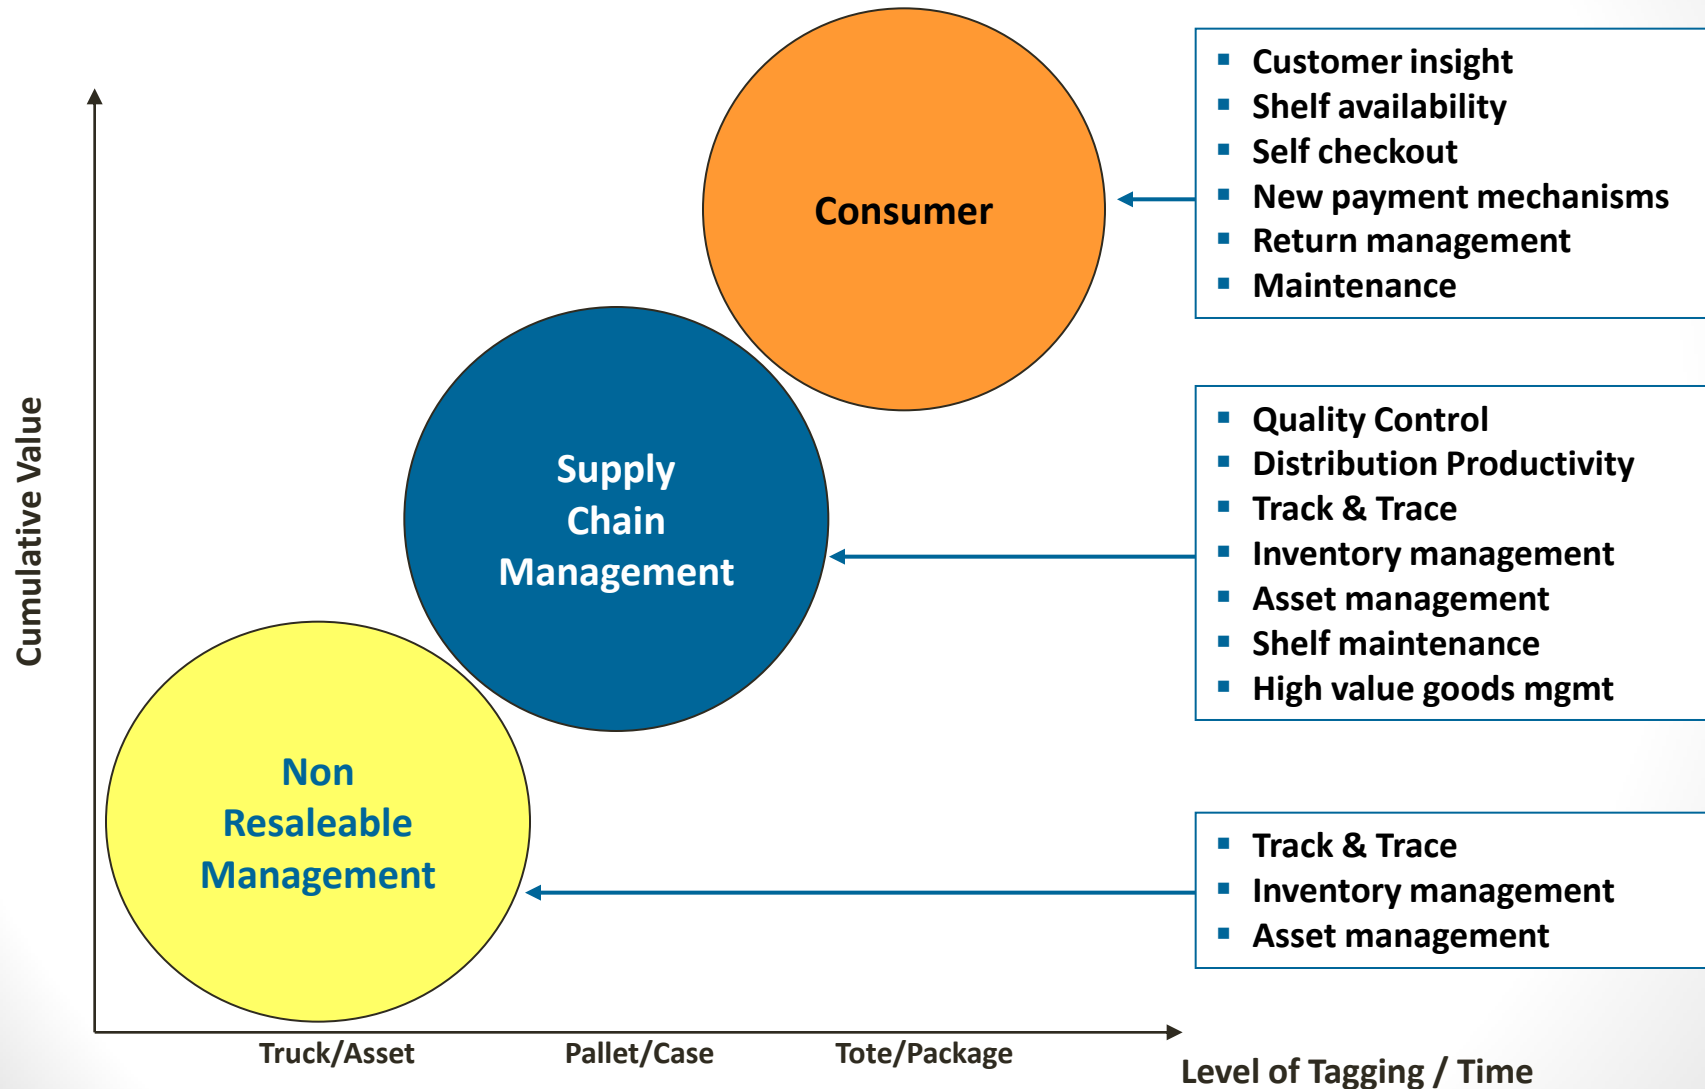 Consumer
▪ Customer insight
▪ Shelf availability
▪ Self checkout
▪ New payment mechanisms
▪ Return management
▪ Maintenance
Supply
Chain
Management
▪ Quality Control
▪ Distribution Productivity
▪ Track & Trace
▪ Inventory management
▪ Asset management
▪ Shelf maintenance
▪ High value goods mgmt
Non
Resaleable
Management
▪ Track & Trace
▪ Inventory management
▪ Asset management
Cumulative Value
Truck/Asset
Pallet/Case
Tote/Package
Level of Tagging / Time